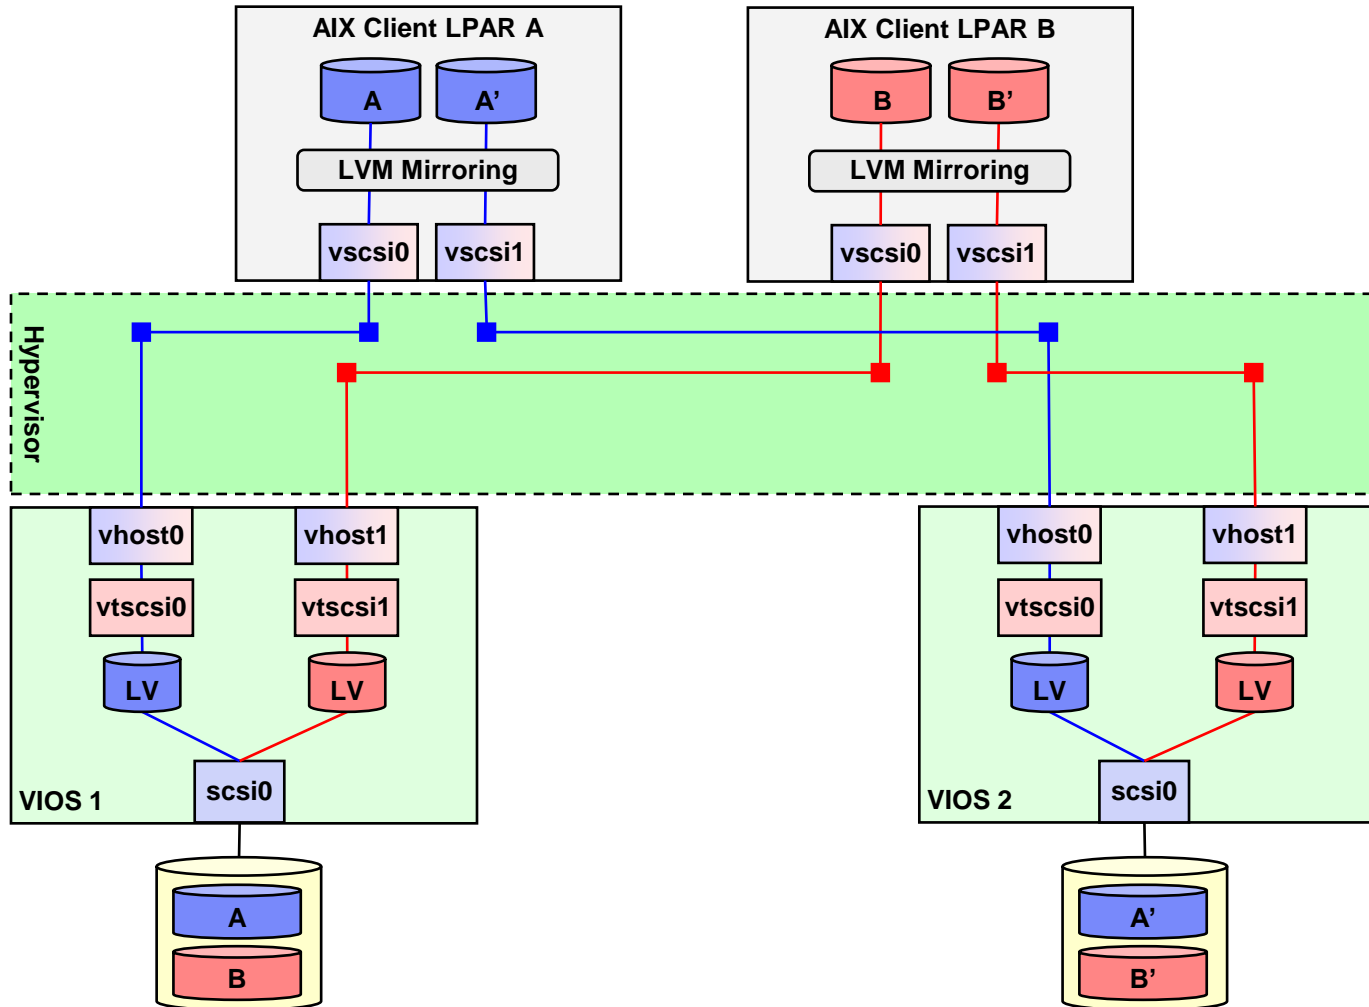 AIX Client LPAR A
AIX Client LPAR B
A
A’
B
B’
LVM Mirroring
LVM Mirroring
vscsi0
vscsi1
vscsi0
vscsi1
Hypervisor
vhost0
vhost1
vhost0
vhost1
vtscsi0
vtscsi1
vtscsi0
vtscsi1
LV
LV
LV
LV
scsi0
scsi0
VIOS 1
VIOS 2
A
A’
B
B’